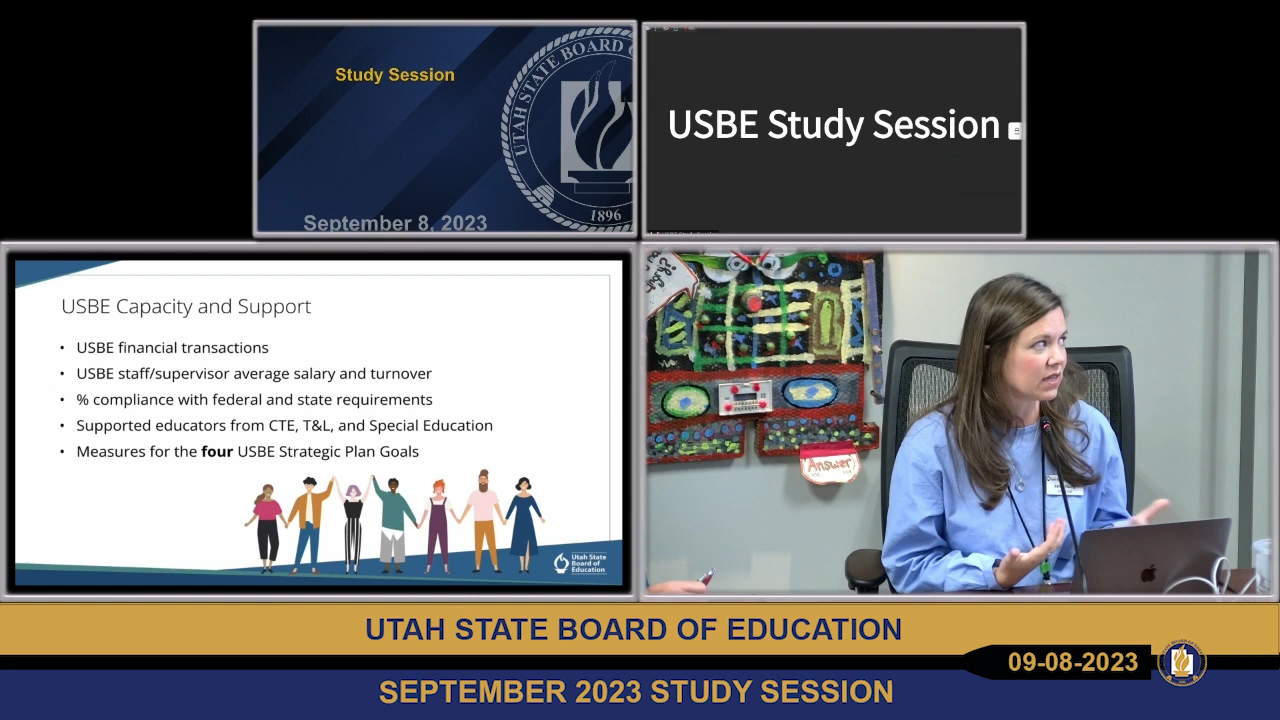 Study Session
UTAH STATE BOARD
1896
September 8, 2023
USBE Study Session
USBE Capacity and Support
• USBE financial transactions
• USBE staff/supervisor average salary and turnover
• % compliance with federal and state requirements
• Supported educators from CTE, T&L, and Special Education
• Measures for the four USBE Strategic Plan Goals
Utah State
Board of
Education
Answer
UTAH STATE BOARD OF EDUCATION
09-08-2023
SEPTEMBER 2023 STUDY SESSION